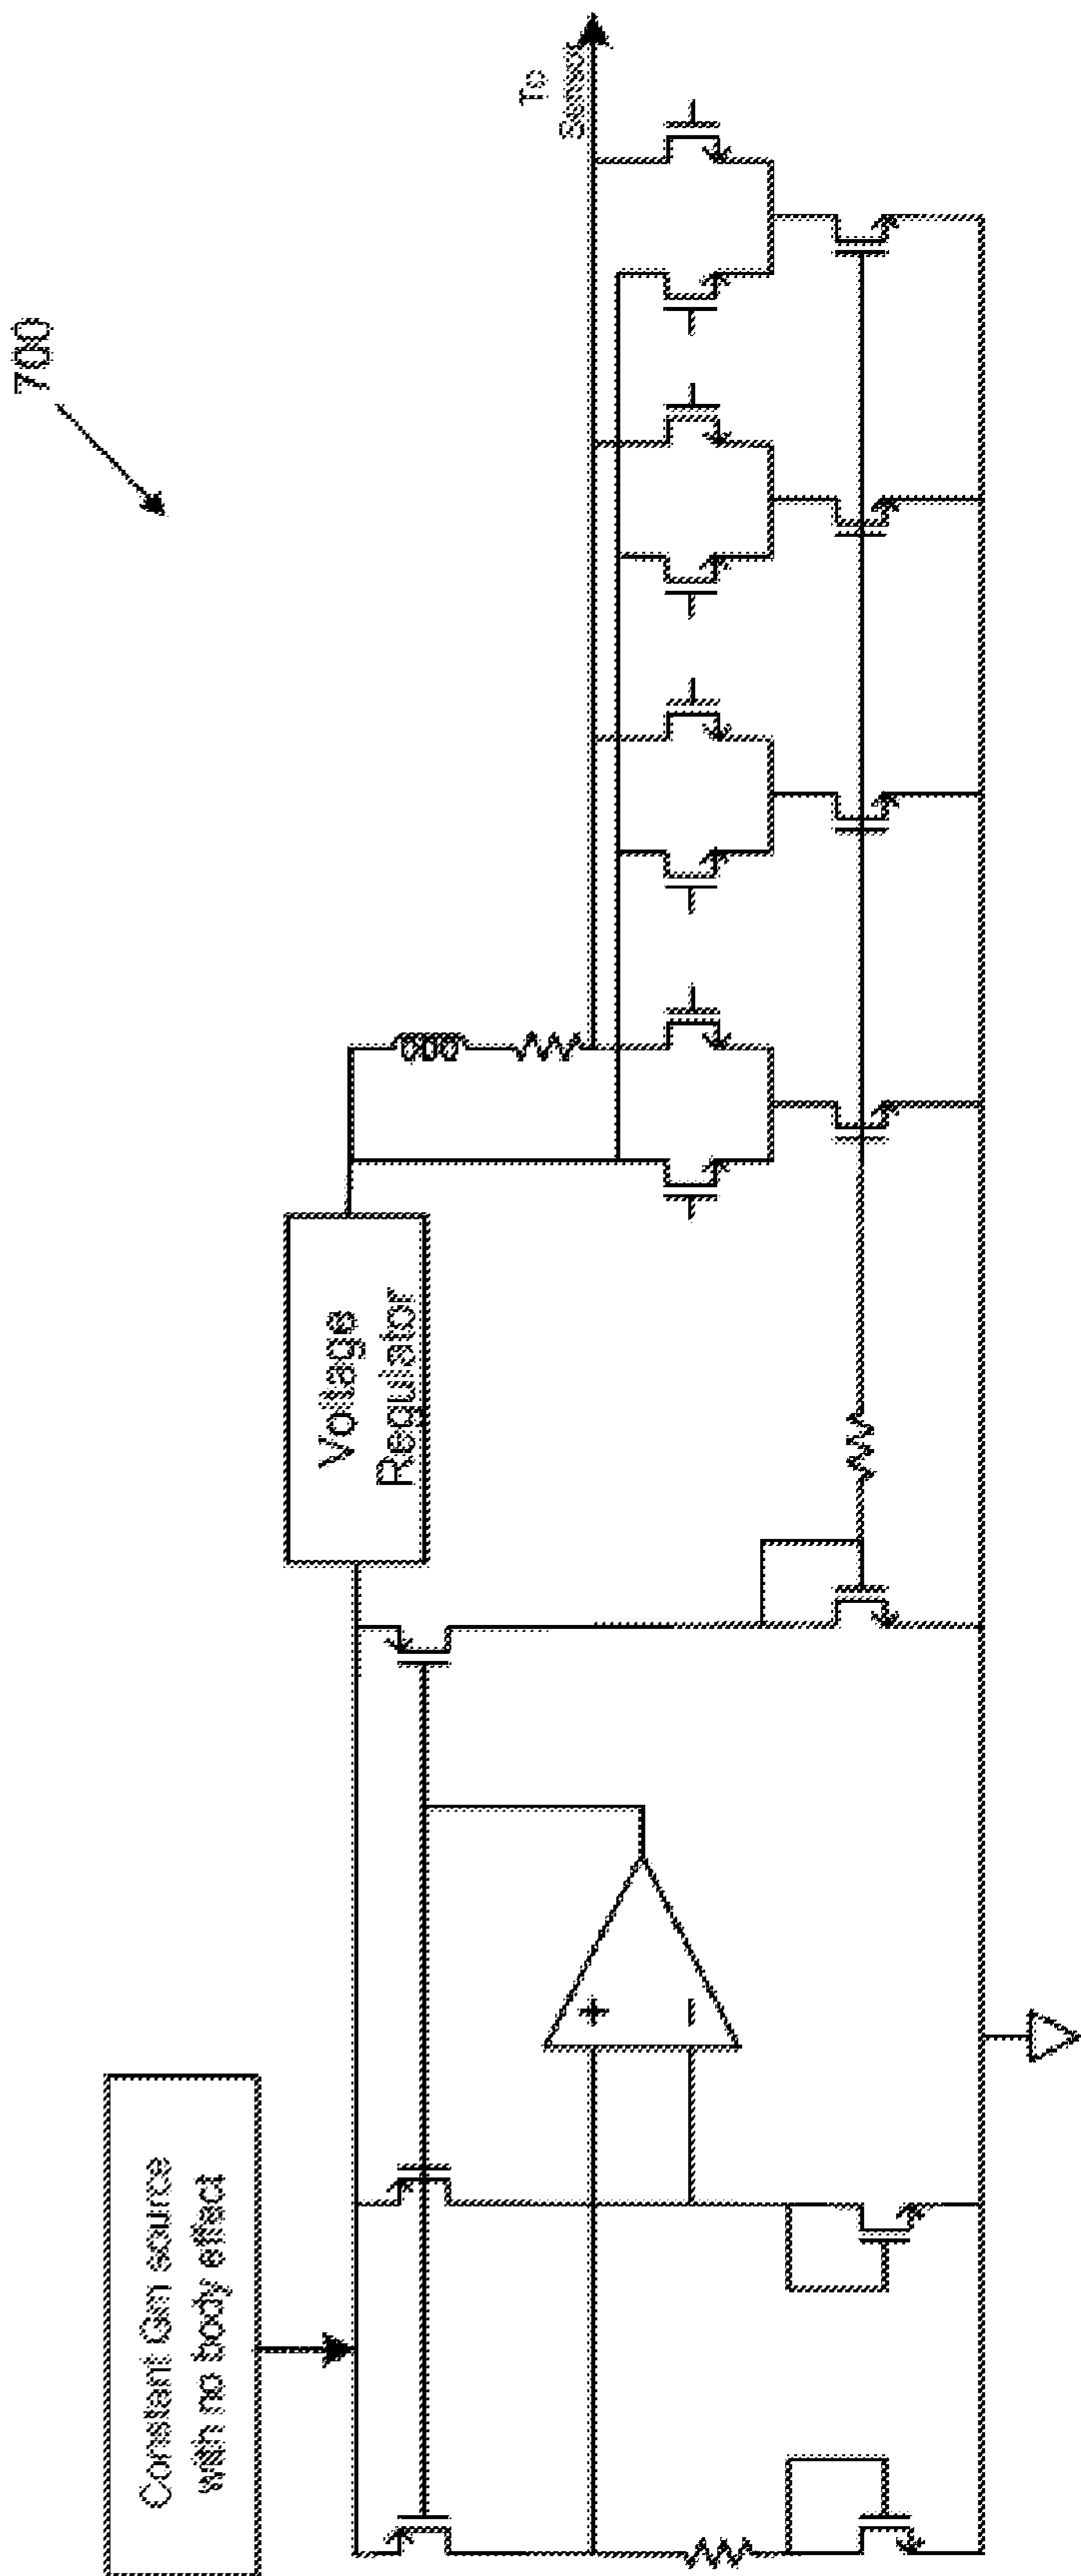 700
To
Sensor
Voltage
Regulator
+
-
Constant Gm source
with no body effect